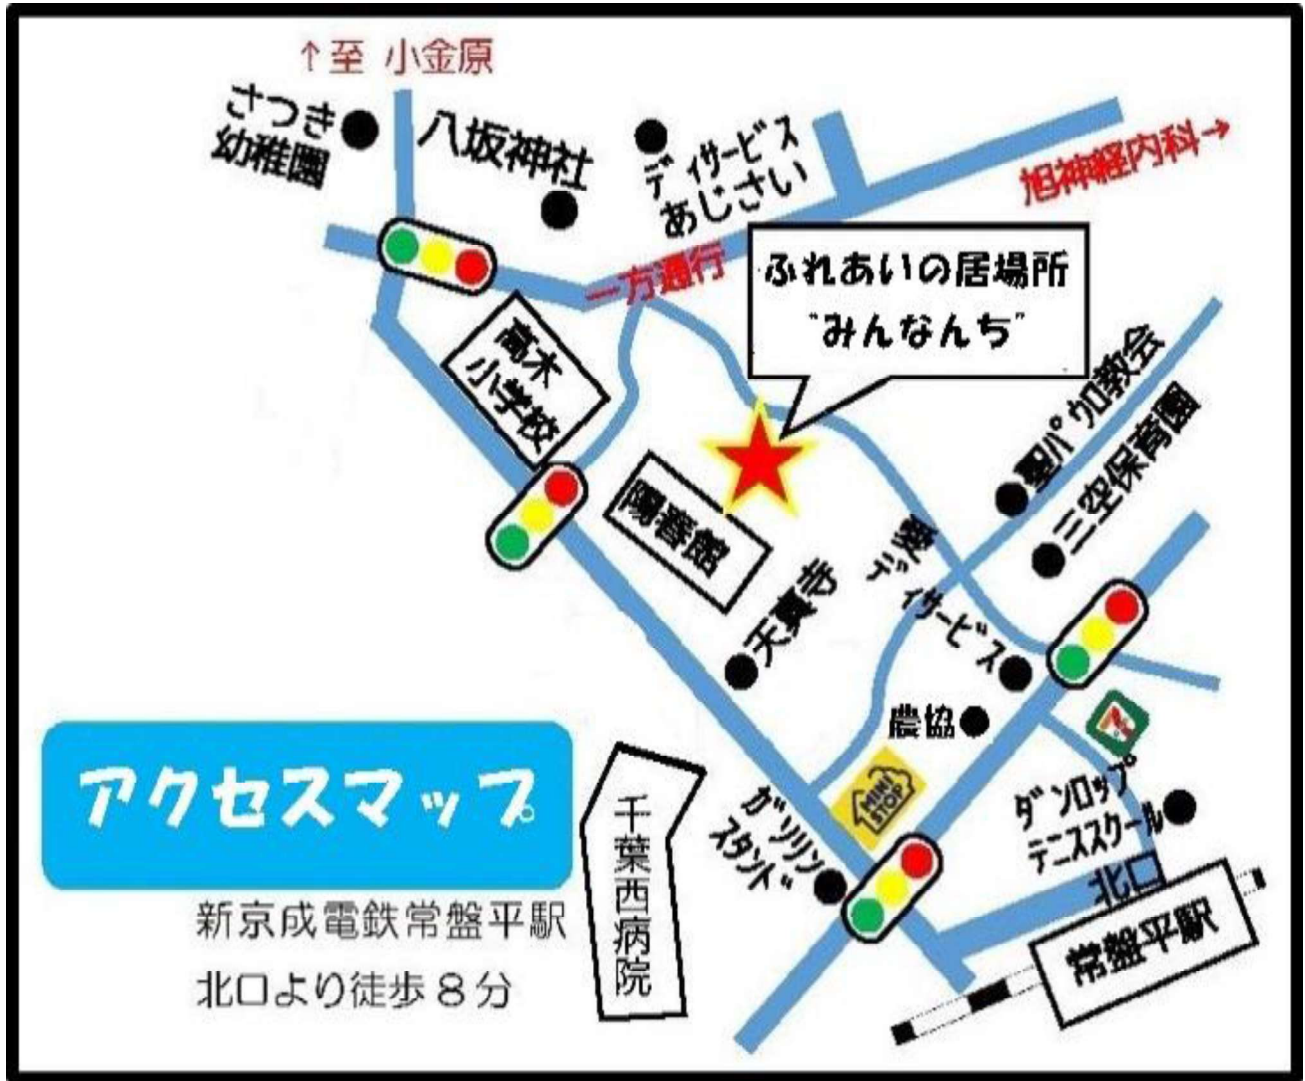 ↑至 小金原
さつき
幼稚園
八坂神社
ディサービス
あじさい
旭神経内科→
一方通行
ふれあいの居場所
"みんなんち"
高木
小学校
聖パウロ教会
三空保育園
陽春館
天真寺
ディサービス
農協
MINI
STOP
ガソリン
スタンド
ダンロップ
テニススクール
北口
常盤平駅
千葉西病院
アクセスマップ
新京成電鉄常盤平駅
北口より徒歩8分